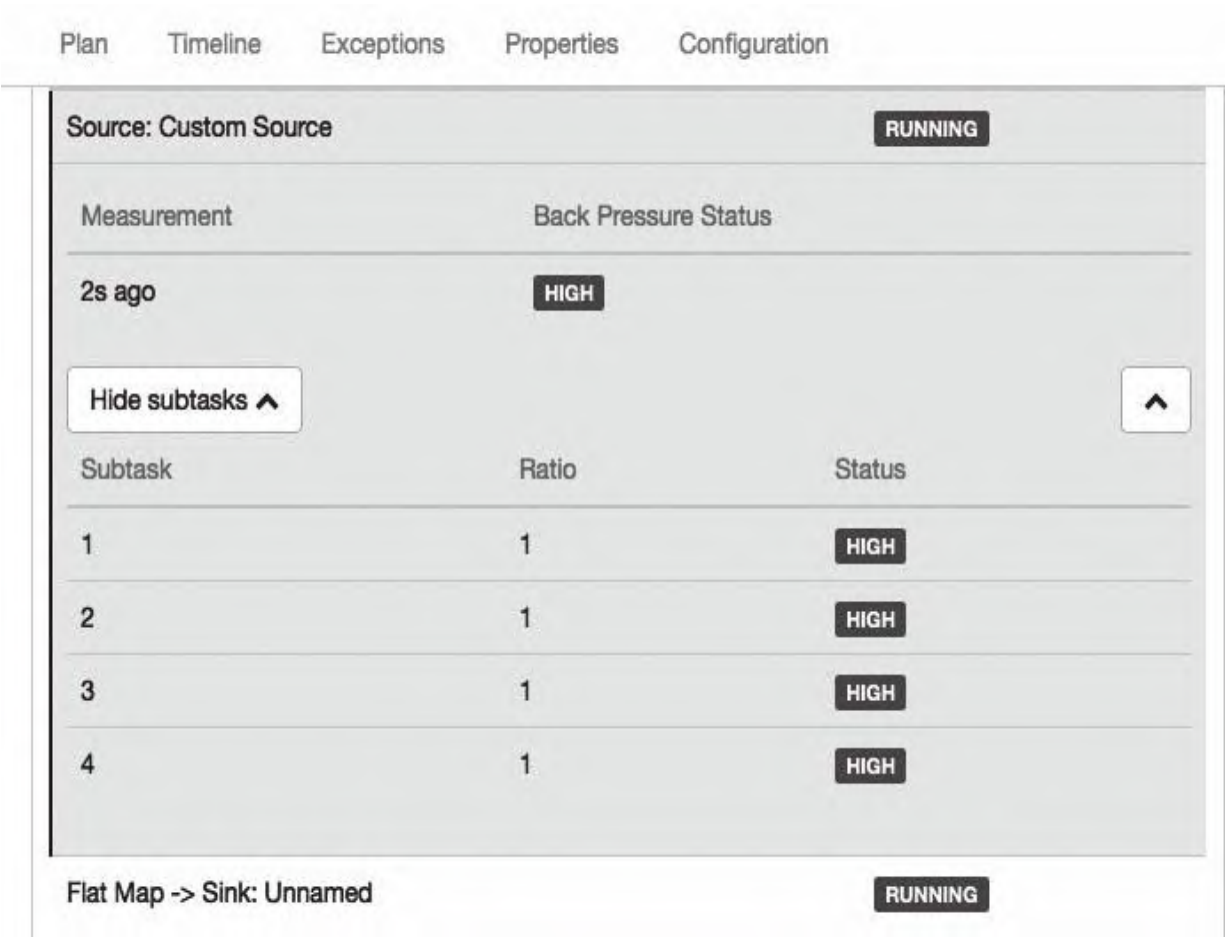 Plan Timeline Exceptions Properties Configuration
Source: Custom Source RUNNING
Measurement Back Pressure Status
2s ago HIGH
Hide subtasks
Subtask Ratio Status
1 1 HIGH
2 1 HIGH
3 1 HIGH
4 1 HIGH
Flat Map -> Sink: Unnamed RUNNING